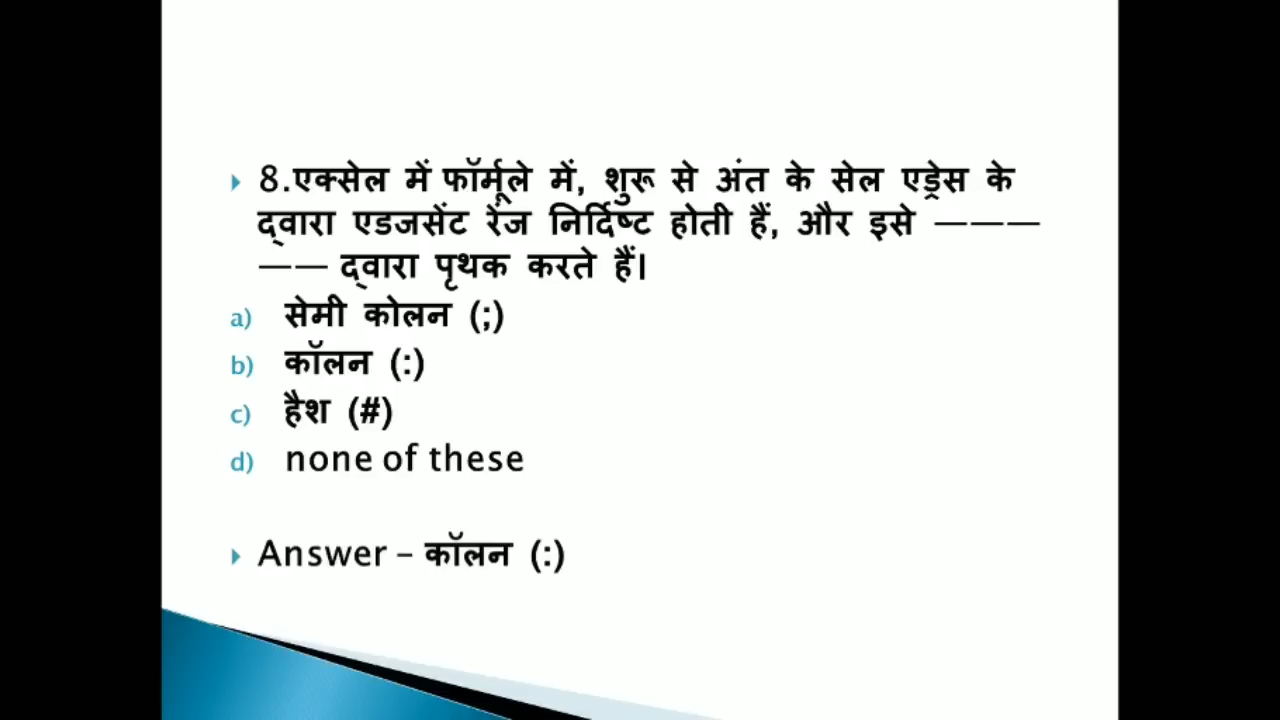 8.एक्सेल में फॉर्मूले में, शुरू से अंत के सेल एड्रेस के
द्वारा एडजसेंट रेंज निर्दिष्ट होती हैं, और इसे ———
—— द्वारा पृथक करते हैं।
a) सेमी कोलन (;)
b) कॉलन (:)
c) हैश (#)
d) none of these
Answer – कॉलन (:)